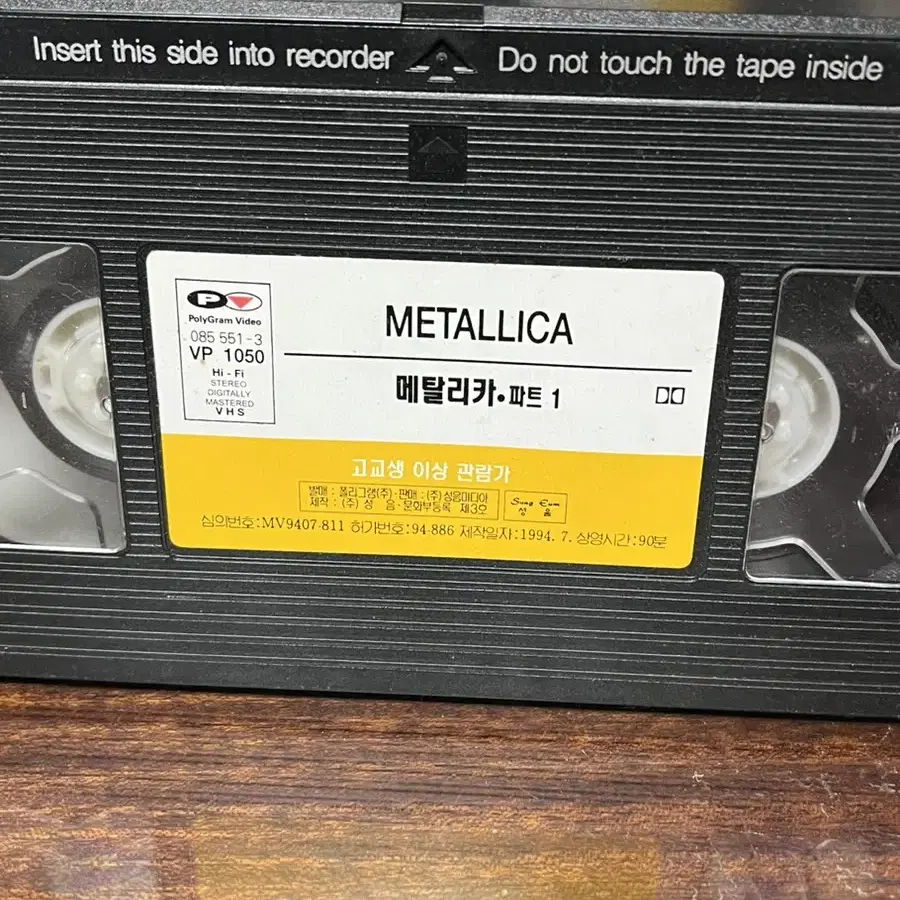 Insert this side into recorder
Do not touch the tape inside
P
PolyGram Video
085 551-3
VP 1050
Hi-Fi
STEREO
DIGITALLY
MASTERED
VHS
METALLICA
메탈리카·파트 1
고교생 이상 관람가
발매 : 폴리그램(주)·판매 : (주)성음미디어
제작 : (주) 성 음·문화부등록 제3호
Sung Eum
성 음
심의번호:MV9407-811 허가번호:94-886 제작일자:1994. 7. 상영시간:90분